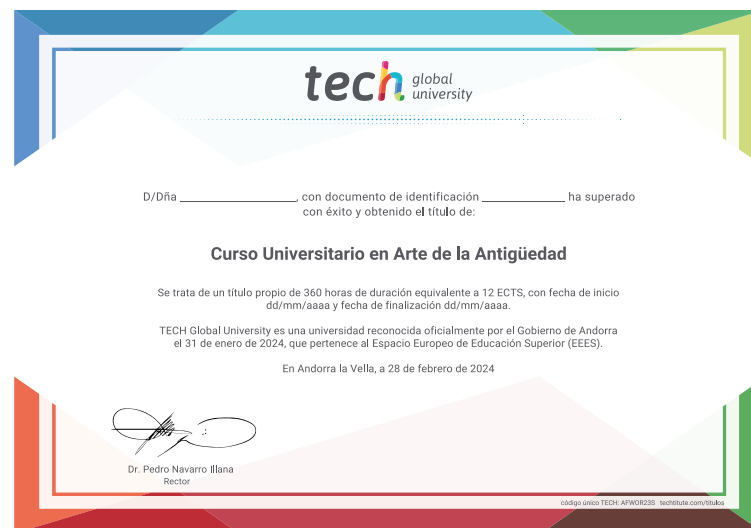 tech global university
D/Dña ____________________, con documento de identificación ______________ ha superado
con éxito y obtenido el título de:
Curso Universitario en Arte de la Antigüedad
Se trata de un título propio de 360 horas de duración equivalente a 12 ECTS, con fecha de inicio
dd/mm/aaaa y fecha de finalización dd/mm/aaaa.
TECH Global University es una universidad reconocida oficialmente por el Gobierno de Andorra
el 31 de enero de 2024, que pertenece al Espacio Europeo de Educación Superior (EEES).
En Andorra la Vella, a 28 de febrero de 2024
Dr. Pedro Navarro Illana
Rector
código único TECH: AFWOR23S techtitute.com/titulos